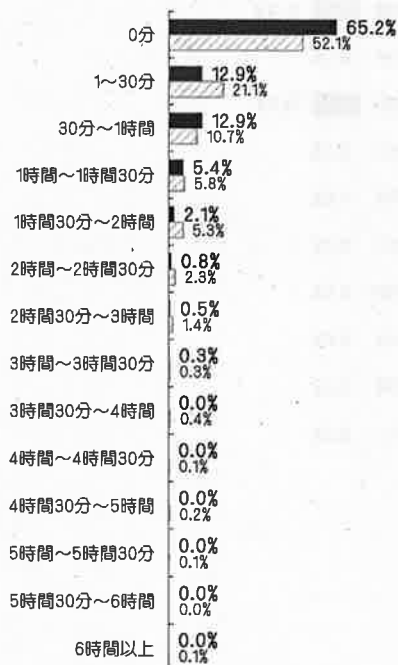 0分
65.2%
52.1%
1〜30分
12.9%
21.1%
30分〜1時間
12.9%
10.7%
1時間〜1時間30分
5.4%
5.8%
1時間30分〜2時間
2.1%
5.3%
2時間〜2時間30分
0.8%
2.3%
2時間30分〜3時間
0.5%
1.4%
3時間〜3時間30分
0.3%
0.3%
3時間30分〜4時間
0.0%
0.4%
4時間〜4時間30分
0.0%
0.1%
4時間30分〜5時間
0.0%
0.2%
5時間〜5時間30分
0.0%
0.1%
5時間30分〜6時間
0.0%
0.0%
6時間以上
0.0%
0.1%